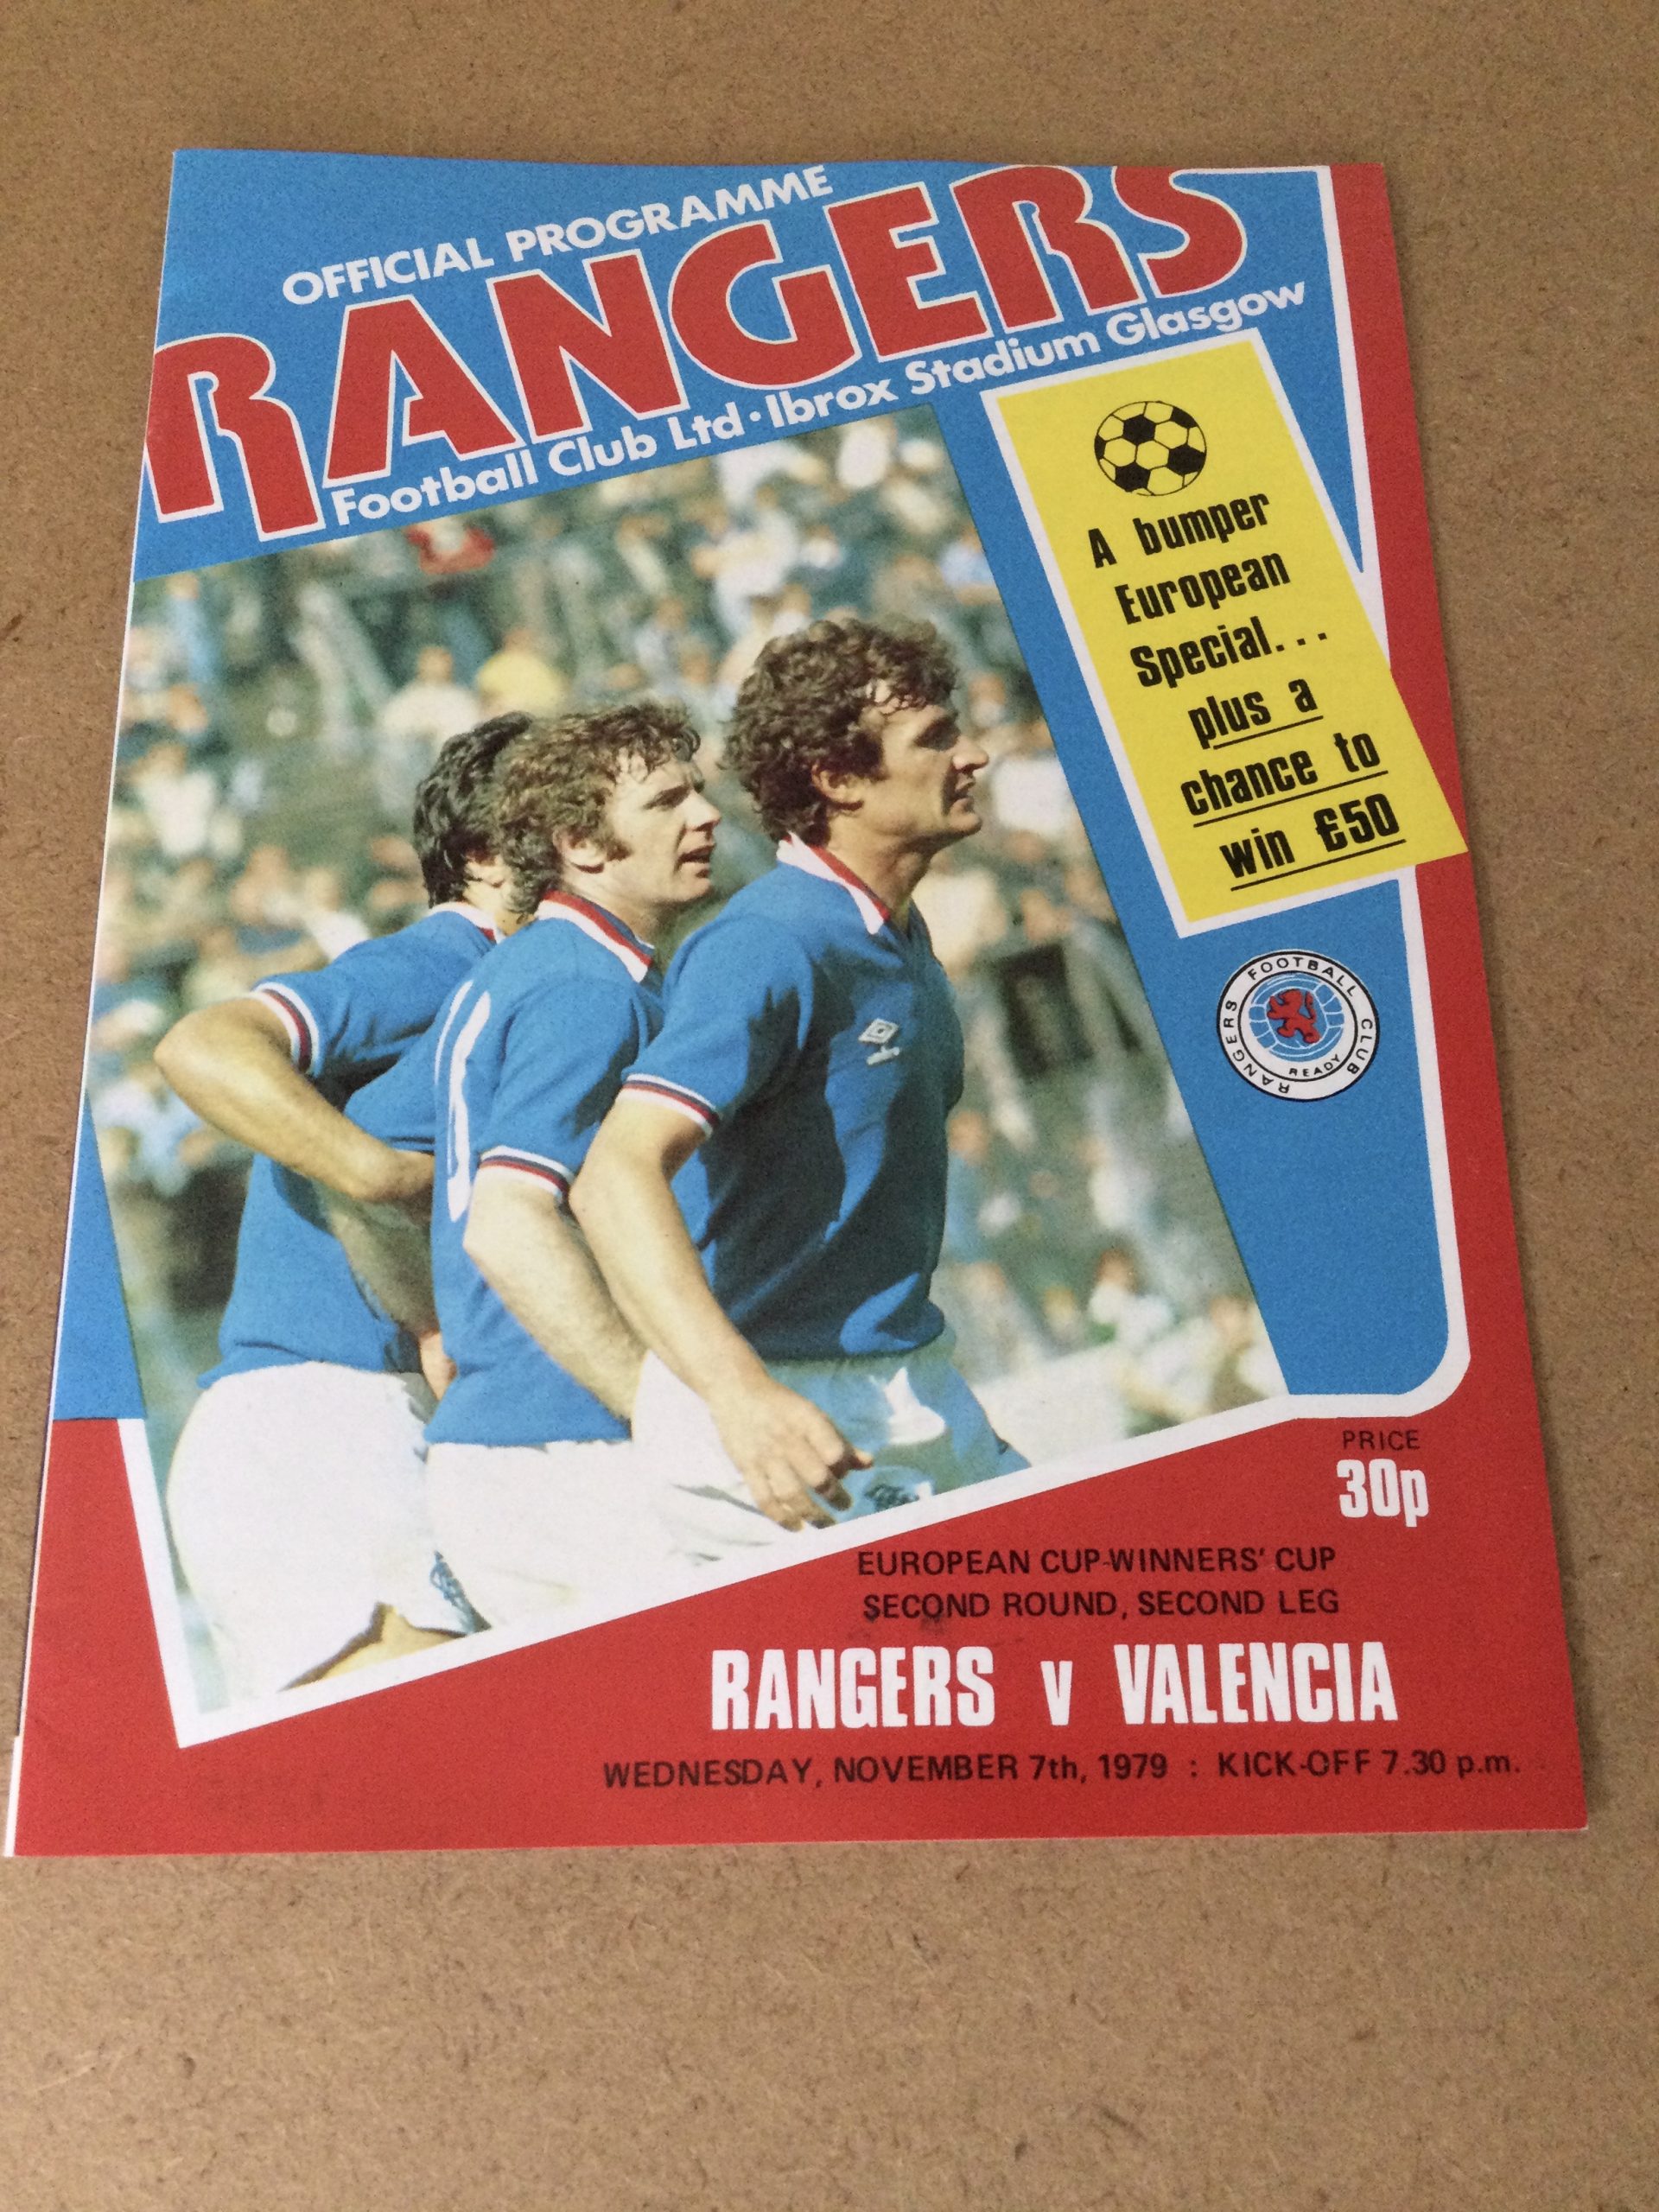 OFFICIAL PROGRAMME
RANGERS
Football Club Ltd · Ibrox Stadium Glasgow
A bumper
European
Special...
plus a
chance to
win £50
RANGERS FOOTBALL CLUB
READY
PRICE
30p
EUROPEAN CUP-WINNERS' CUP
SECOND ROUND, SECOND LEG
RANGERS v VALENCIA
WEDNESDAY, NOVEMBER 7th, 1979 : KICK-OFF 7.30 p.m.